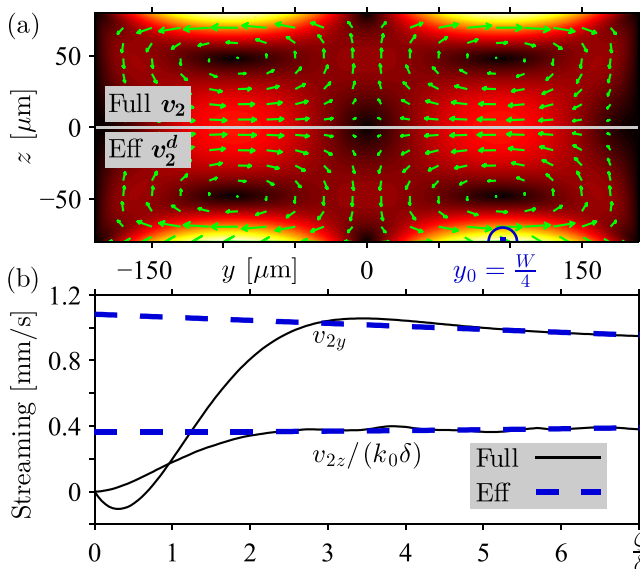 (a)
50
0
−50
z [μm]
Full v₂
Eff v₂ᵈ
−150
y [μm]
0
y₀ = W/4
150
(b)
1.2
0.8
0.4
0
Streaming [mm/s]
v₂y
v₂z/(k₀δ)
Full
Eff
0
1
2
3
4
5
6